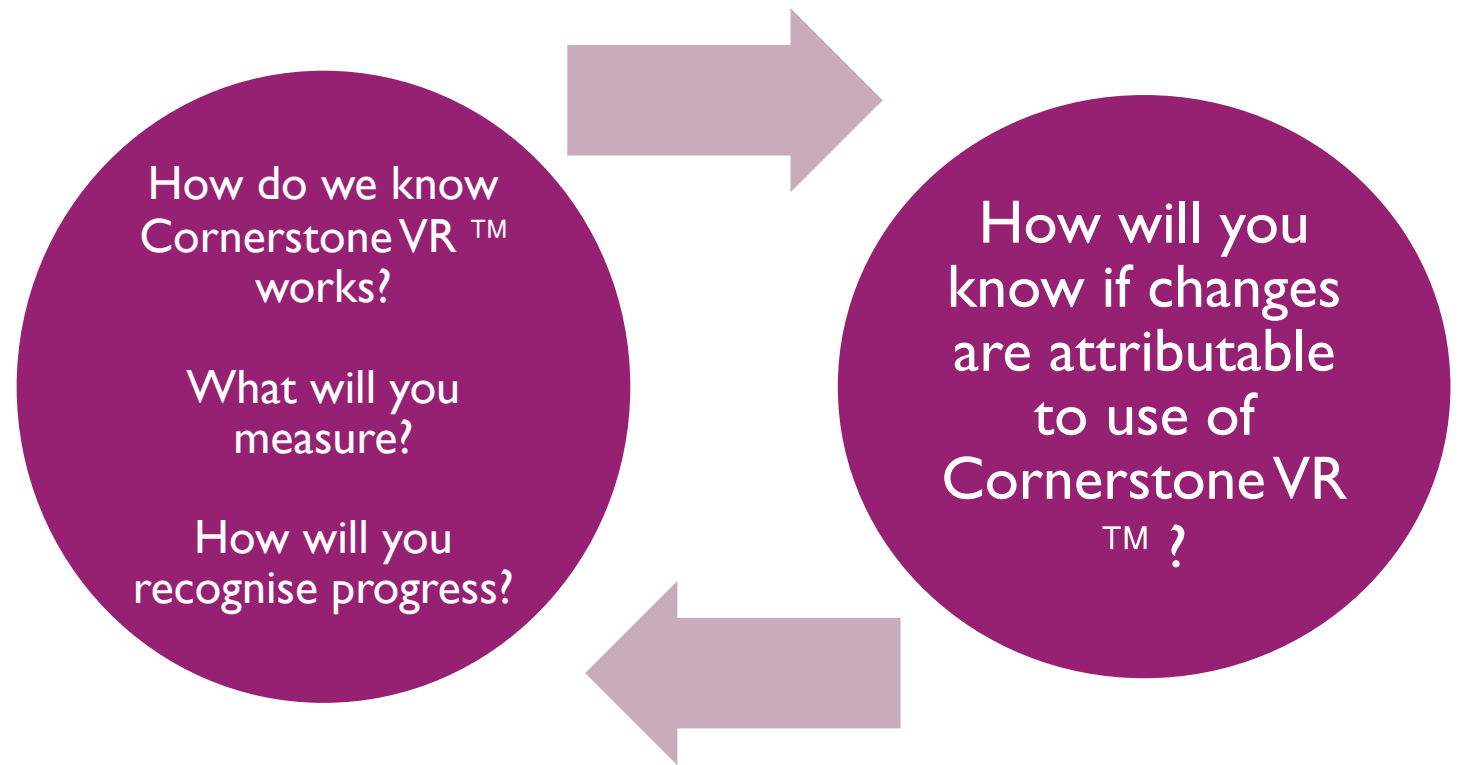 How do we know
Cornerstone VR ™
works?
What will you
measure?
How will you
recognise progress?
How will you
know if changes
are attributable
to use of
Cornerstone VR
™ ?